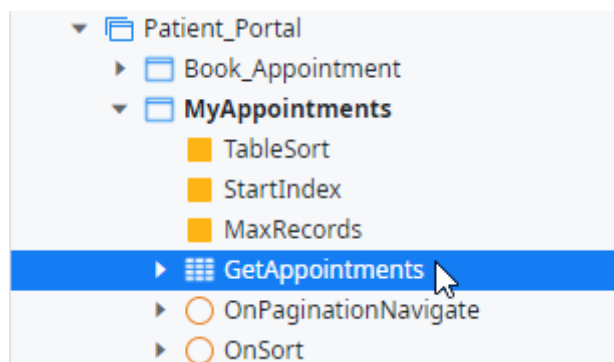 Patient_Portal
Book_Appointment
MyAppointments
TableSort
StartIndex
MaxRecords
GetAppointments
OnPaginationNavigate
OnSort